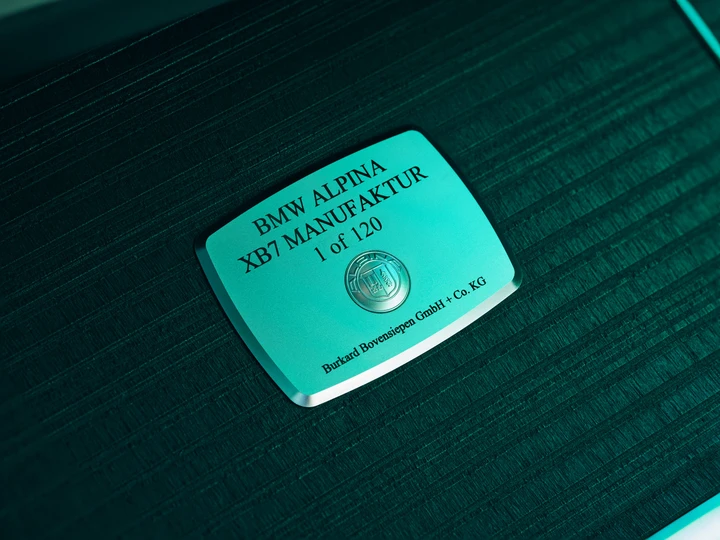 BMW ALPINA
XB7 MANUFAKTUR
1 of 120
Burkard Bovensiepen GmbH + Co. KG